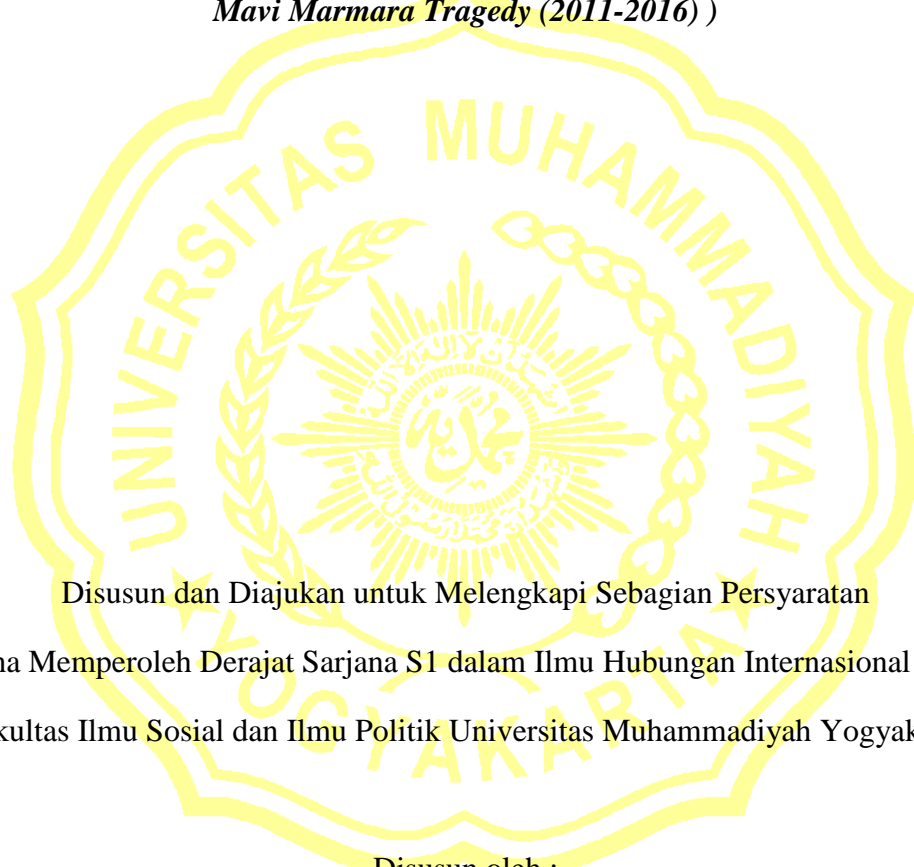 Mavi Marmara Tragedy (2011-2016) )
UNIVERSITAS MUHAMMADIYAH
YOGYAKARTA
محمد
Disusun dan Diajukan untuk Melengkapi Sebagian Persyaratan
na Memperoleh Derajat Sarjana S1 dalam Ilmu Hubungan Internasional
kultas Ilmu Sosial dan Ilmu Politik Universitas Muhammadiyah Yogyak
Disusun oleh :